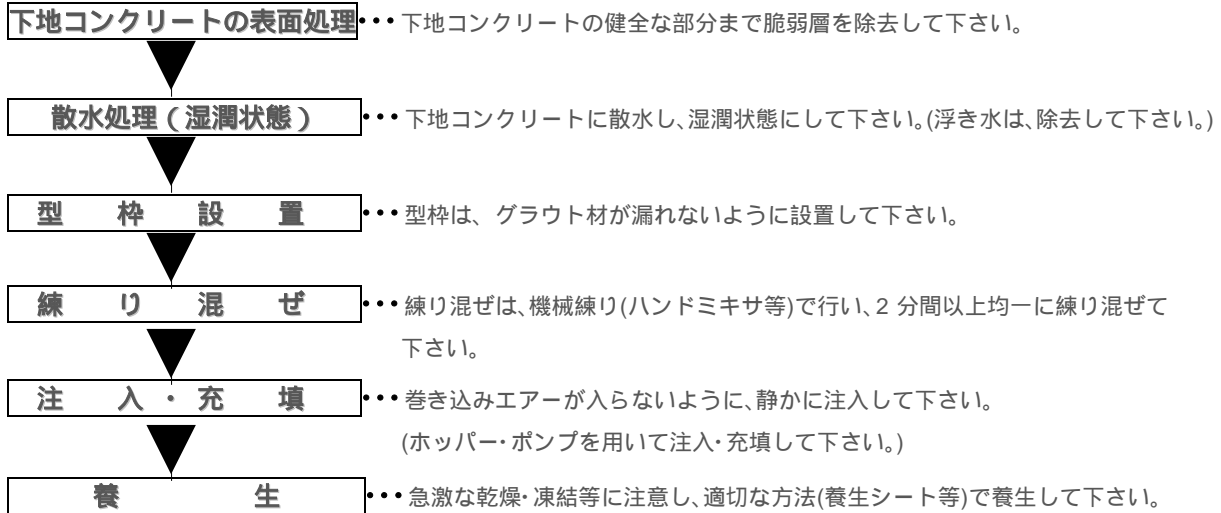 下地コンクリートの表面処理・・・下地コンクリートの健全な部分まで脆弱層を除去して下さい。
散水処理(湿潤状態)・・・下地コンクリートに散水し、湿潤状態にして下さい。(浮き水は、除去して下さい。)
型枠設置・・・型枠は、グラウト材が漏れないように設置して下さい。
練り混ぜ・・・練り混ぜは、機械練り(ハンドミキサ等)で行い、2分間以上均一に練り混ぜて
下さい。
注入・充填・・・巻き込みエアーが入らないように、静かに注入して下さい。
(ホッパー・ポンプを用いて注入・充填して下さい。)
養生・・・急激な乾燥・凍結等に注意し、適切な方法(養生シート等)で養生して下さい。